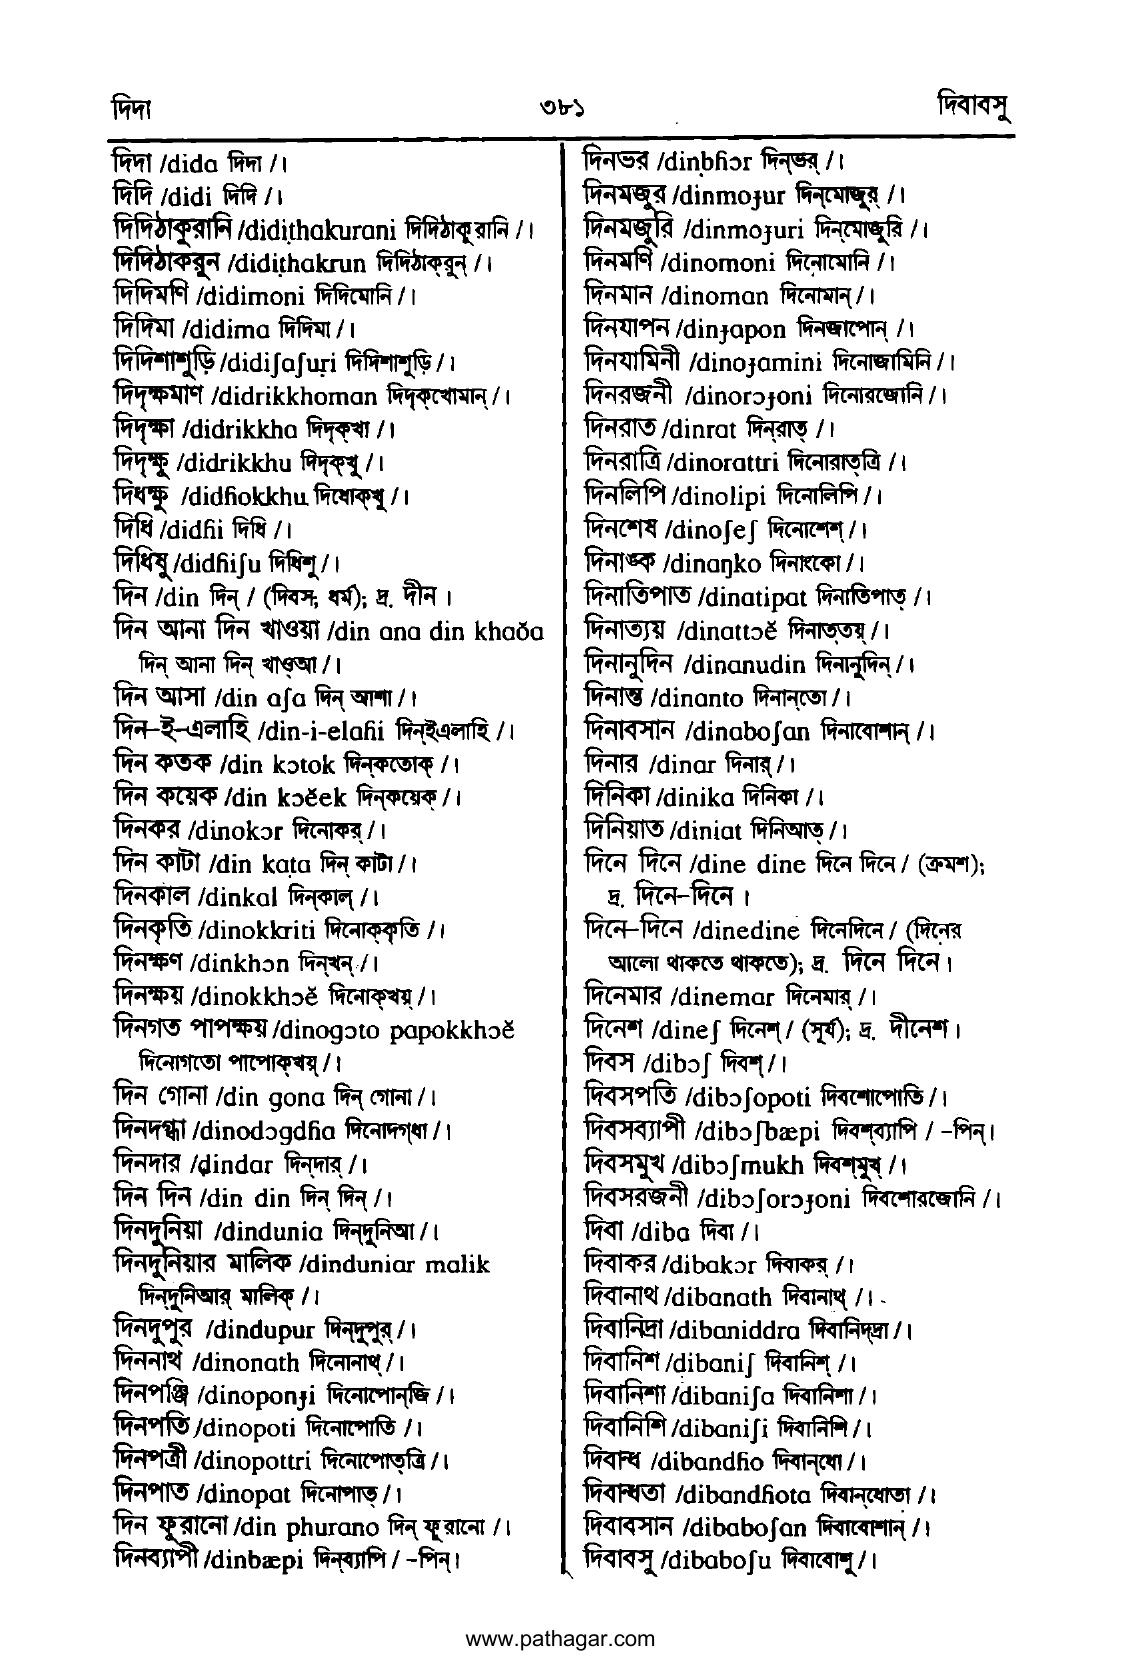 দিদা ৩৮১ দিবাবসু
দিদা /dida দিদা /।
দিদি /didi দিদি /।
দিদিঠাকুরানি /didiṭhakurani দিদিঠাকুরানি /।
দিদিঠাকরুন /didiṭhakrun দিদিঠাক্‌রুন্ /।
দিদিমণি /didimoni দিদিমোনি /।
দিদিমা /didima দিদিমা /।
দিদিশাশুড়ি /didiʃaʃuṛi দিদিশাশুড়ি /।
দিদৃক্ষমাণ /didrikkhoman দিদৃক্‌খোমান্ /।
দিদৃক্ষা /didrikkha দিদৃক্‌খা /।
দিদৃক্ষু /didrikkhu দিদৃক্‌খু /।
দিধক্ষু /didɦokkhu দিধোক্‌খু /।
দিধি /didɦi দিধি /।
দিধিষু /didɦiʃu দিধিশু /।
দিন /din দিন্ / (দিবস; ধর্ম); দ্র. দীন ।
দিন আনা দিন খাওয়া /din ana din khaŏa
দিন্ আনা দিন্ খাওআ /।
দিন আসা /din aʃa দিন্ আশা /।
দিন-ই-এলাহি /din-i-elaɦi দিন্‌ইএলাহি /।
দিন কতক /din kɔtok দিন্‌কতোক্ /।
দিন কয়েক /din kɔĕek দিন্‌কয়েক্ /।
দিনকর /dinokɔr দিনোকর্ /।
দিন কাটা /din kaṭa দিন্ কাটা /।
দিনকাল /dinkal দিন্‌কাল্ /।
দিনকৃতি /dinokkriti দিনোক্‌কৃতি /।
দিনক্ষণ /dinkhɔn দিন্‌খন্ /।
দিনক্ষয় /dinokkhɔĕ দিনোক্‌খয়্ /।
দিনগত পাপক্ষয় /dinogɔto papokkhɔĕ
দিনোগতো পাপোক্‌খয়্ /।
দিন গোনা /din gona দিন্ গোনা /।
দিনদগ্ধা /dinodɔgdɦa দিনোদগ্‌ধা /।
দিনদার /dindar দিন্‌দার্ /।
দিন দিন /din din দিন্ দিন্ /।
দিনদুনিয়া /dindunia দিন্‌দুনিআ /।
দিনদুনিয়ার মালিক /dinduniar malik
দিন্‌দুনিআর্ মালিক্ /।
দিনদুপুর /dindupur দিন্‌দুপুর্ /।
দিননাথ /dinonath দিনোনাথ্ /।
দিনপঞ্জি /dinoponɟi দিনোপোন্‌জি /।
দিনপতি /dinopoti দিনোপোতি /।
দিনপত্রী /dinopottri দিনোপোত্‌ত্রি /।
দিনপাত /dinopat দিনোপাত্ /।
দিন ফুরানো /din phurano দিন্ ফুরানো /।
দিনব্যাপী /dinbæpi দিন্‌ব্যাপি / -পিন্।
দিনভর /dinbɦɔr দিন্‌ভর্ /।
দিনমজুর /dinmoɟur দিন্‌মোজুর্ /।
দিনমজুরি /dinmoɟuri দিন্‌মোজুরি /।
দিনমণি /dinomoni দিনোমোনি /।
দিনমান /dinoman দিনোমান্ /।
দিনযাপন /dinɟapon দিনজাপোন্ /।
দিনযামিনী /dinoɟamini দিনোজামিনি /।
দিনরজনী /dinorɔɟoni দিনোরজোনি /।
দিনরাত /dinrat দিন্‌রাত্ /।
দিনরাত্রি /dinorattri দিনোরাত্‌ত্রি /।
দিনলিপি /dinolipi দিনোলিপি /।
দিনশেষ /dinoʃeʃ দিনোশেশ্ /।
দিনাঙ্ক /dinaŋko দিনাংকো /।
দিনাতিপাত /dinatipat দিনাতিপাত্ /।
দিনাত্যয় /dinattɔĕ দিনাত্‌তয়্ /।
দিনানুদিন /dinanudin দিনানুদিন্ /।
দিনান্ত /dinanto দিনান্‌তো /।
দিনাবসান /dinaboʃan দিনাবোশান্ /।
দিনার /dinar দিনার্ /।
দিনিকা /dinika দিনিকা /।
দিনিয়াত /diniat দিনিআত্ /।
দিনে দিনে /dine dine দিনে দিনে / (ক্রমশ);
দ্র. দিনে-দিনে ।
দিনে-দিনে /dinedine দিনেদিনে / (দিনের
আলো থাকতে থাকতে); দ্র. দিনে দিনে ।
দিনেমার /dinemar দিনেমার্ /।
দিনেশ /dineʃ দিনেশ্ / (সূর্য); দ্র. দীনেশ ।
দিবস /dibɔʃ দিবশ্ /।
দিবসপতি /dibɔʃopoti দিবশোপোতি /।
দিবসব্যাপী /dibɔʃbæpi দিবশ্‌ব্যাপি / -পিন্।
দিবসমুখ /dibɔʃmukh দিবশ্‌মুখ্ /।
দিবসরজনী /dibɔʃorɔɟoni দিবশোরজোনি /।
দিবা /diba দিবা /।
দিবাকর /dibakɔr দিবাকর্ /।
দিবানাথ /dibanath দিবানাথ্ /।
দিবানিদ্রা /dibaniddra দিবানিদ্‌দ্রা /।
দিবানিশ /dibaniʃ দিবানিশ্ /।
দিবানিশা /dibaniʃa দিবানিশা /।
দিবানিশি /dibaniʃi দিবানিশি /।
দিবান্ধ /dibandɦo দিবান্‌ধো /।
দিবান্ধতা /dibandɦota দিবান্‌ধোতা /।
দিবাবসান /dibaboʃan দিবাবোশান্ /।
দিবাবসু /dibaboʃu দিবাবোশু /।
www.pathagar.com